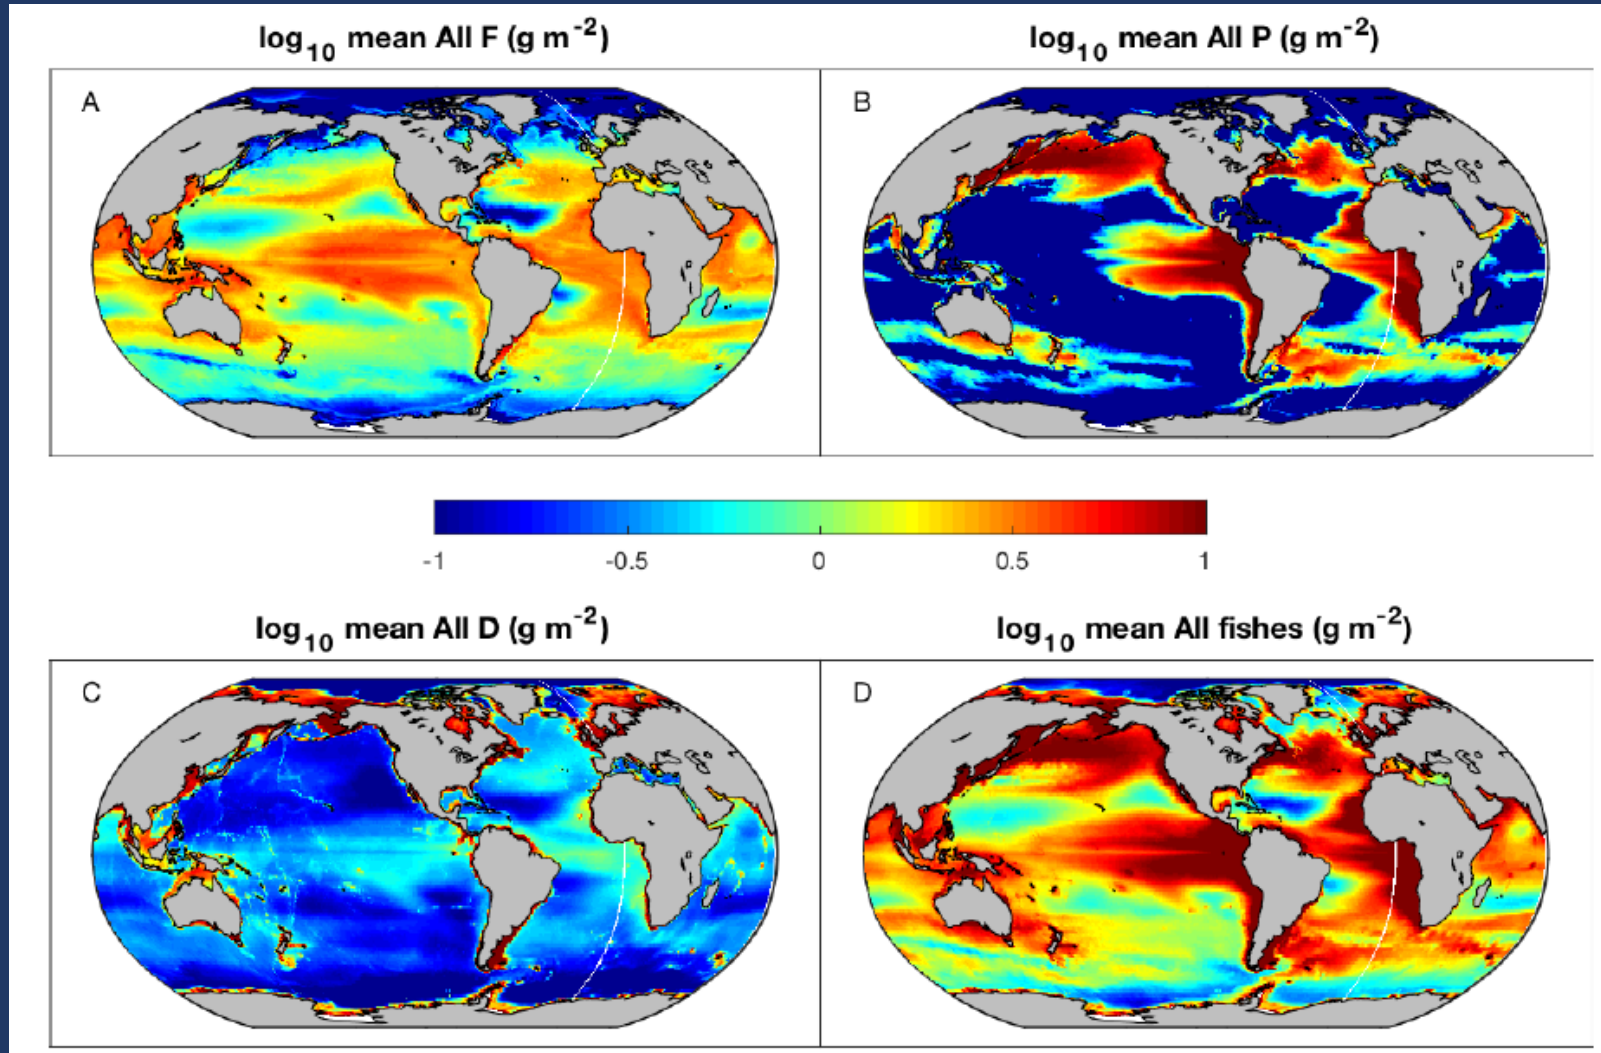 log₁₀ mean All F (g m⁻²)
log₁₀ mean All P (g m⁻²)
A
B
-1 -0.5 0 0.5 1
log₁₀ mean All D (g m⁻²)
log₁₀ mean All fishes (g m⁻²)
C
D